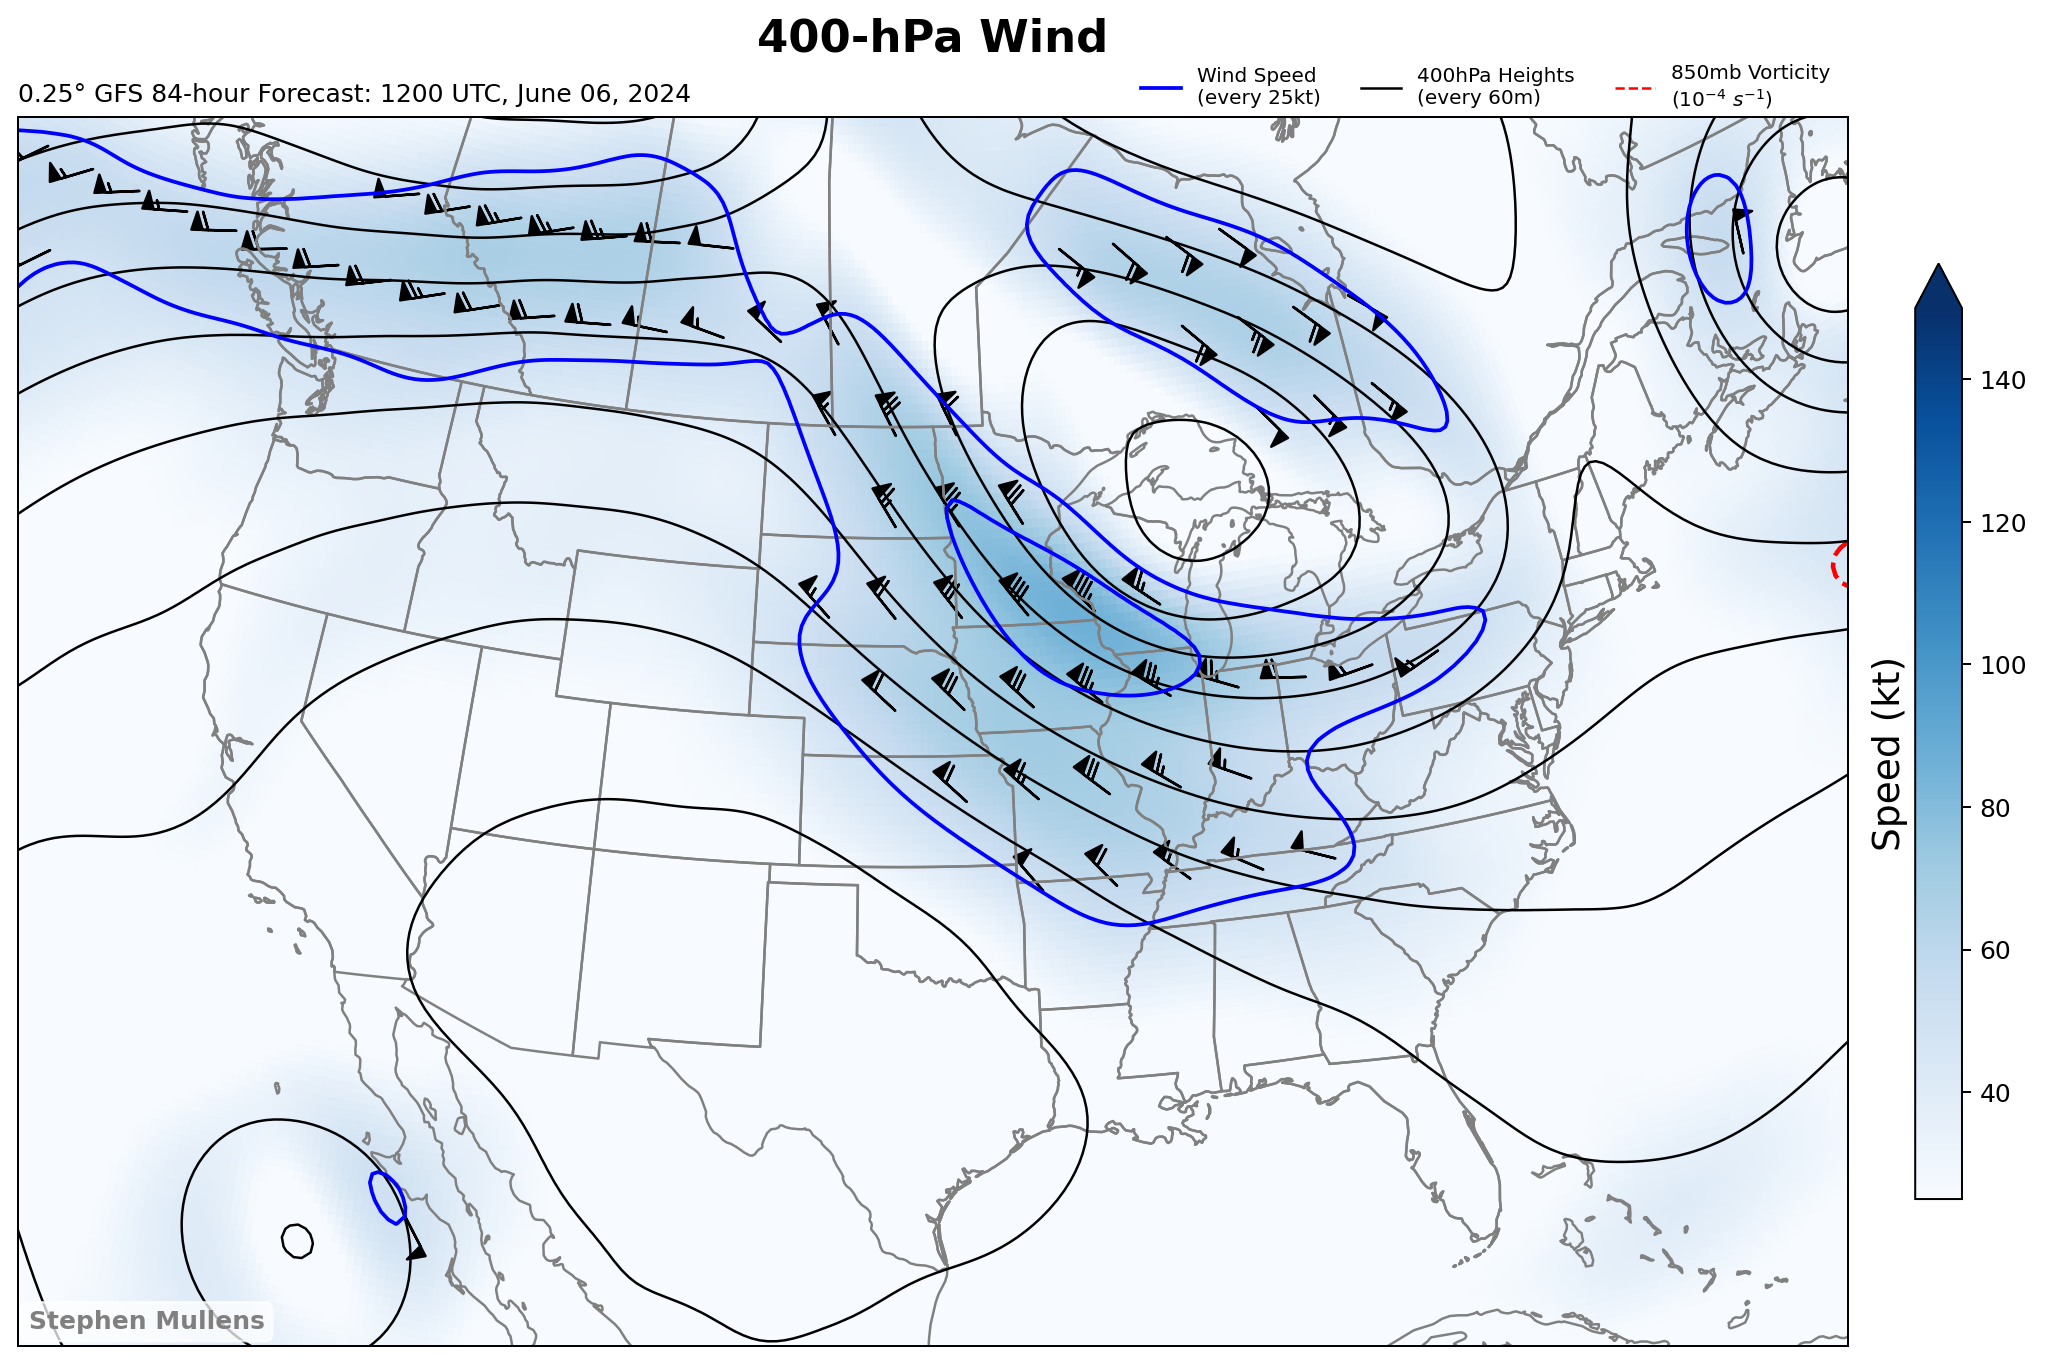 400-hPa Wind
0.25° GFS 84-hour Forecast: 1200 UTC, June 06, 2024
Wind Speed
(every 25kt)
400hPa Heights
(every 60m)
850mb Vorticity
(10⁻⁴ s⁻¹)
140
120
100
80
60
40
Speed (kt)
Stephen Mullens